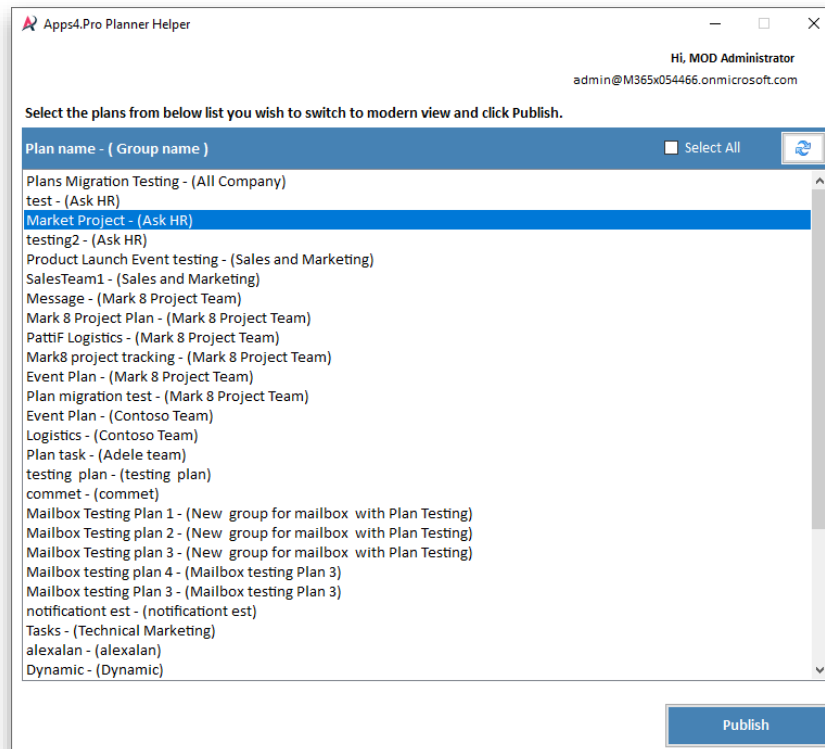 Apps4.Pro Planner Helper
Hi, MOD Administrator
admin@M365x054466.onmicrosoft.com
Select the plans from below list you wish to switch to modern view and click Publish.
Plan name - ( Group name ) Select All
Plans Migration Testing - (All Company)
test - (Ask HR)
Market Project - (Ask HR)
testing2 - (Ask HR)
Product Launch Event testing - (Sales and Marketing)
SalesTeam1 - (Sales and Marketing)
Message - (Mark 8 Project Team)
Mark 8 Project Plan - (Mark 8 Project Team)
PattiF Logistics - (Mark 8 Project Team)
Mark8 project tracking - (Mark 8 Project Team)
Event Plan - (Mark 8 Project Team)
Plan migration test - (Mark 8 Project Team)
Event Plan - (Contoso Team)
Logistics - (Contoso Team)
Plan task - (Adele team)
testing  plan - (testing  plan)
commet - (commet)
Mailbox Testing Plan 1 - (New  group for mailbox  with Plan Testing)
Mailbox Testing plan 2 - (New  group for mailbox  with Plan Testing)
Mailbox Testing plan 3 - (New  group for mailbox  with Plan Testing)
Mailbox testing plan 4 - (Mailbox testing Plan 3)
Mailbox testing Plan 3 - (Mailbox testing Plan 3)
notificationt est - (notificationt est)
Tasks - (Technical Marketing)
alexalan - (alexalan)
Dynamic - (Dynamic)
Publish